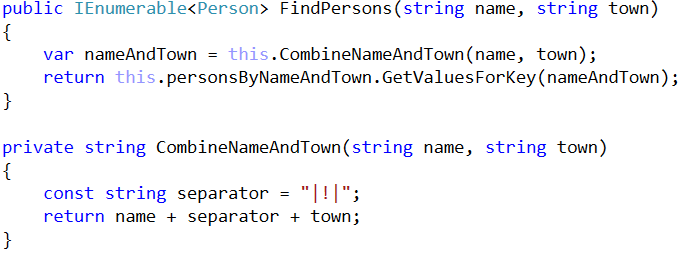 public IEnumerable<Person> FindPersons(string name, string town)
{
    var nameAndTown = this.CombineNameAndTown(name, town);
    return this.personsByNameAndTown.GetValuesForKey(nameAndTown);
}

private string CombineNameAndTown(string name, string town)
{
    const string separator = "|!|";
    return name + separator + town;
}